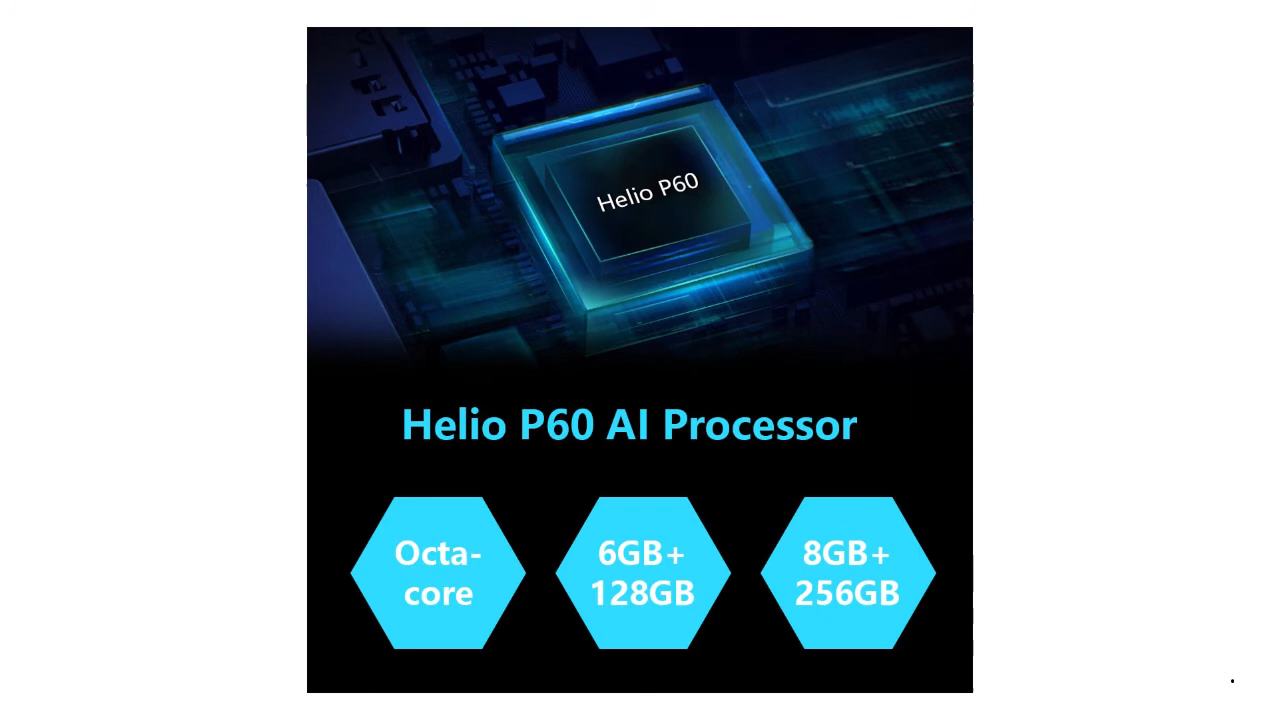 Helio P60
Helio P60 AI Processor
Octa-
core
6GB+
128GB
8GB+
256GB
.